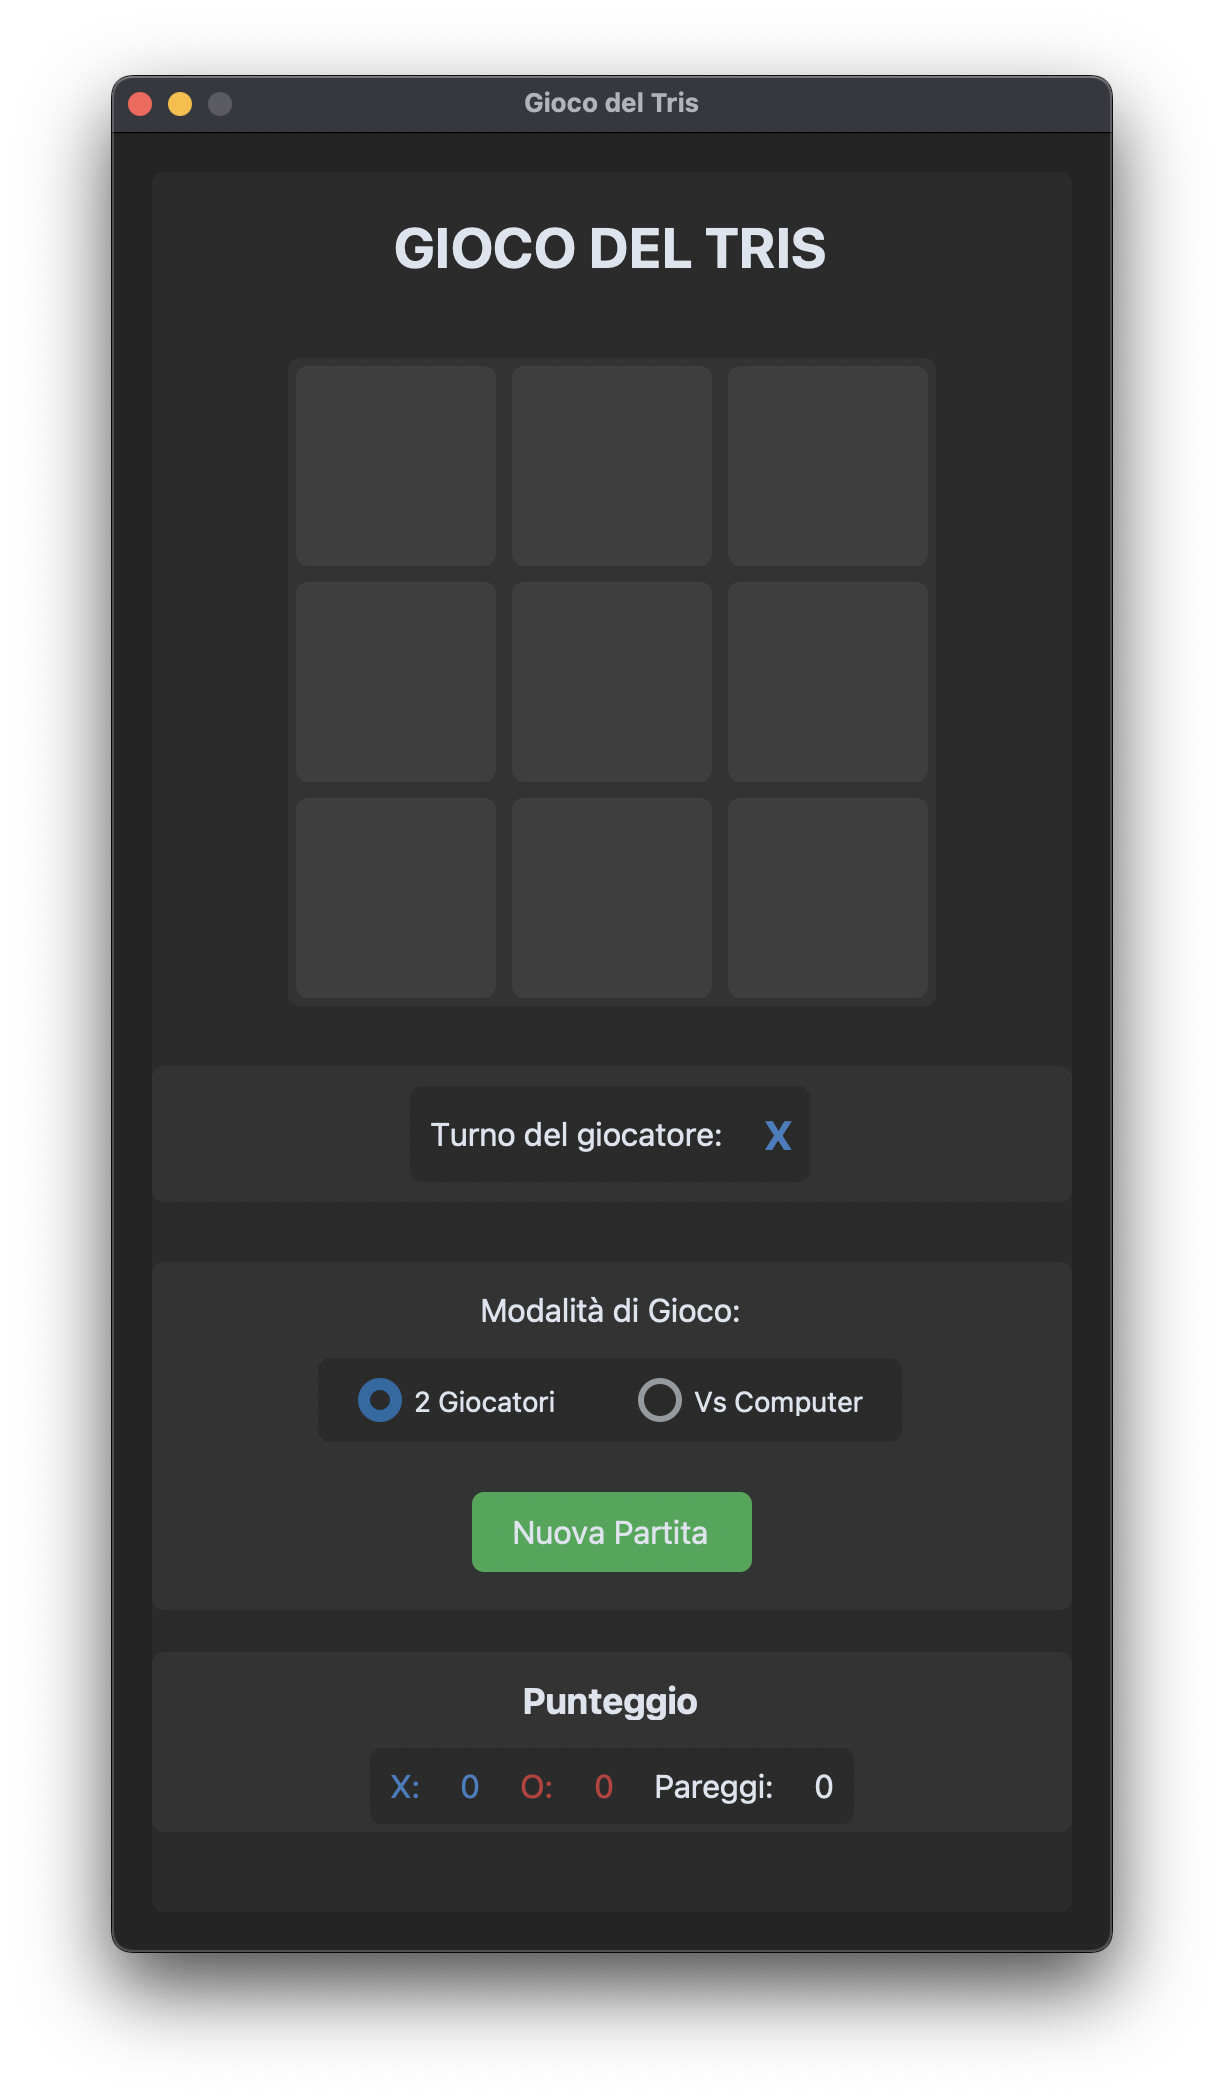 Gioco del Tris
GIOCO DEL TRIS
Turno del giocatore: X
Modalità di Gioco:
2 Giocatori Vs Computer
Nuova Partita
Punteggio
X: 0 O: 0 Pareggi: 0